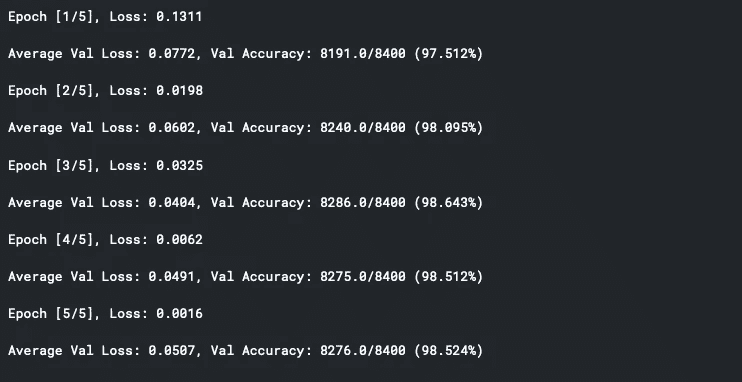 Epoch [1/5], Loss: 0.1311
Average Val Loss: 0.0772, Val Accuracy: 8191.0/8400 (97.512%)
Epoch [2/5], Loss: 0.0198
Average Val Loss: 0.0602, Val Accuracy: 8240.0/8400 (98.095%)
Epoch [3/5], Loss: 0.0325
Average Val Loss: 0.0404, Val Accuracy: 8286.0/8400 (98.643%)
Epoch [4/5], Loss: 0.0062
Average Val Loss: 0.0491, Val Accuracy: 8275.0/8400 (98.512%)
Epoch [5/5], Loss: 0.0016
Average Val Loss: 0.0507, Val Accuracy: 8276.0/8400 (98.524%)